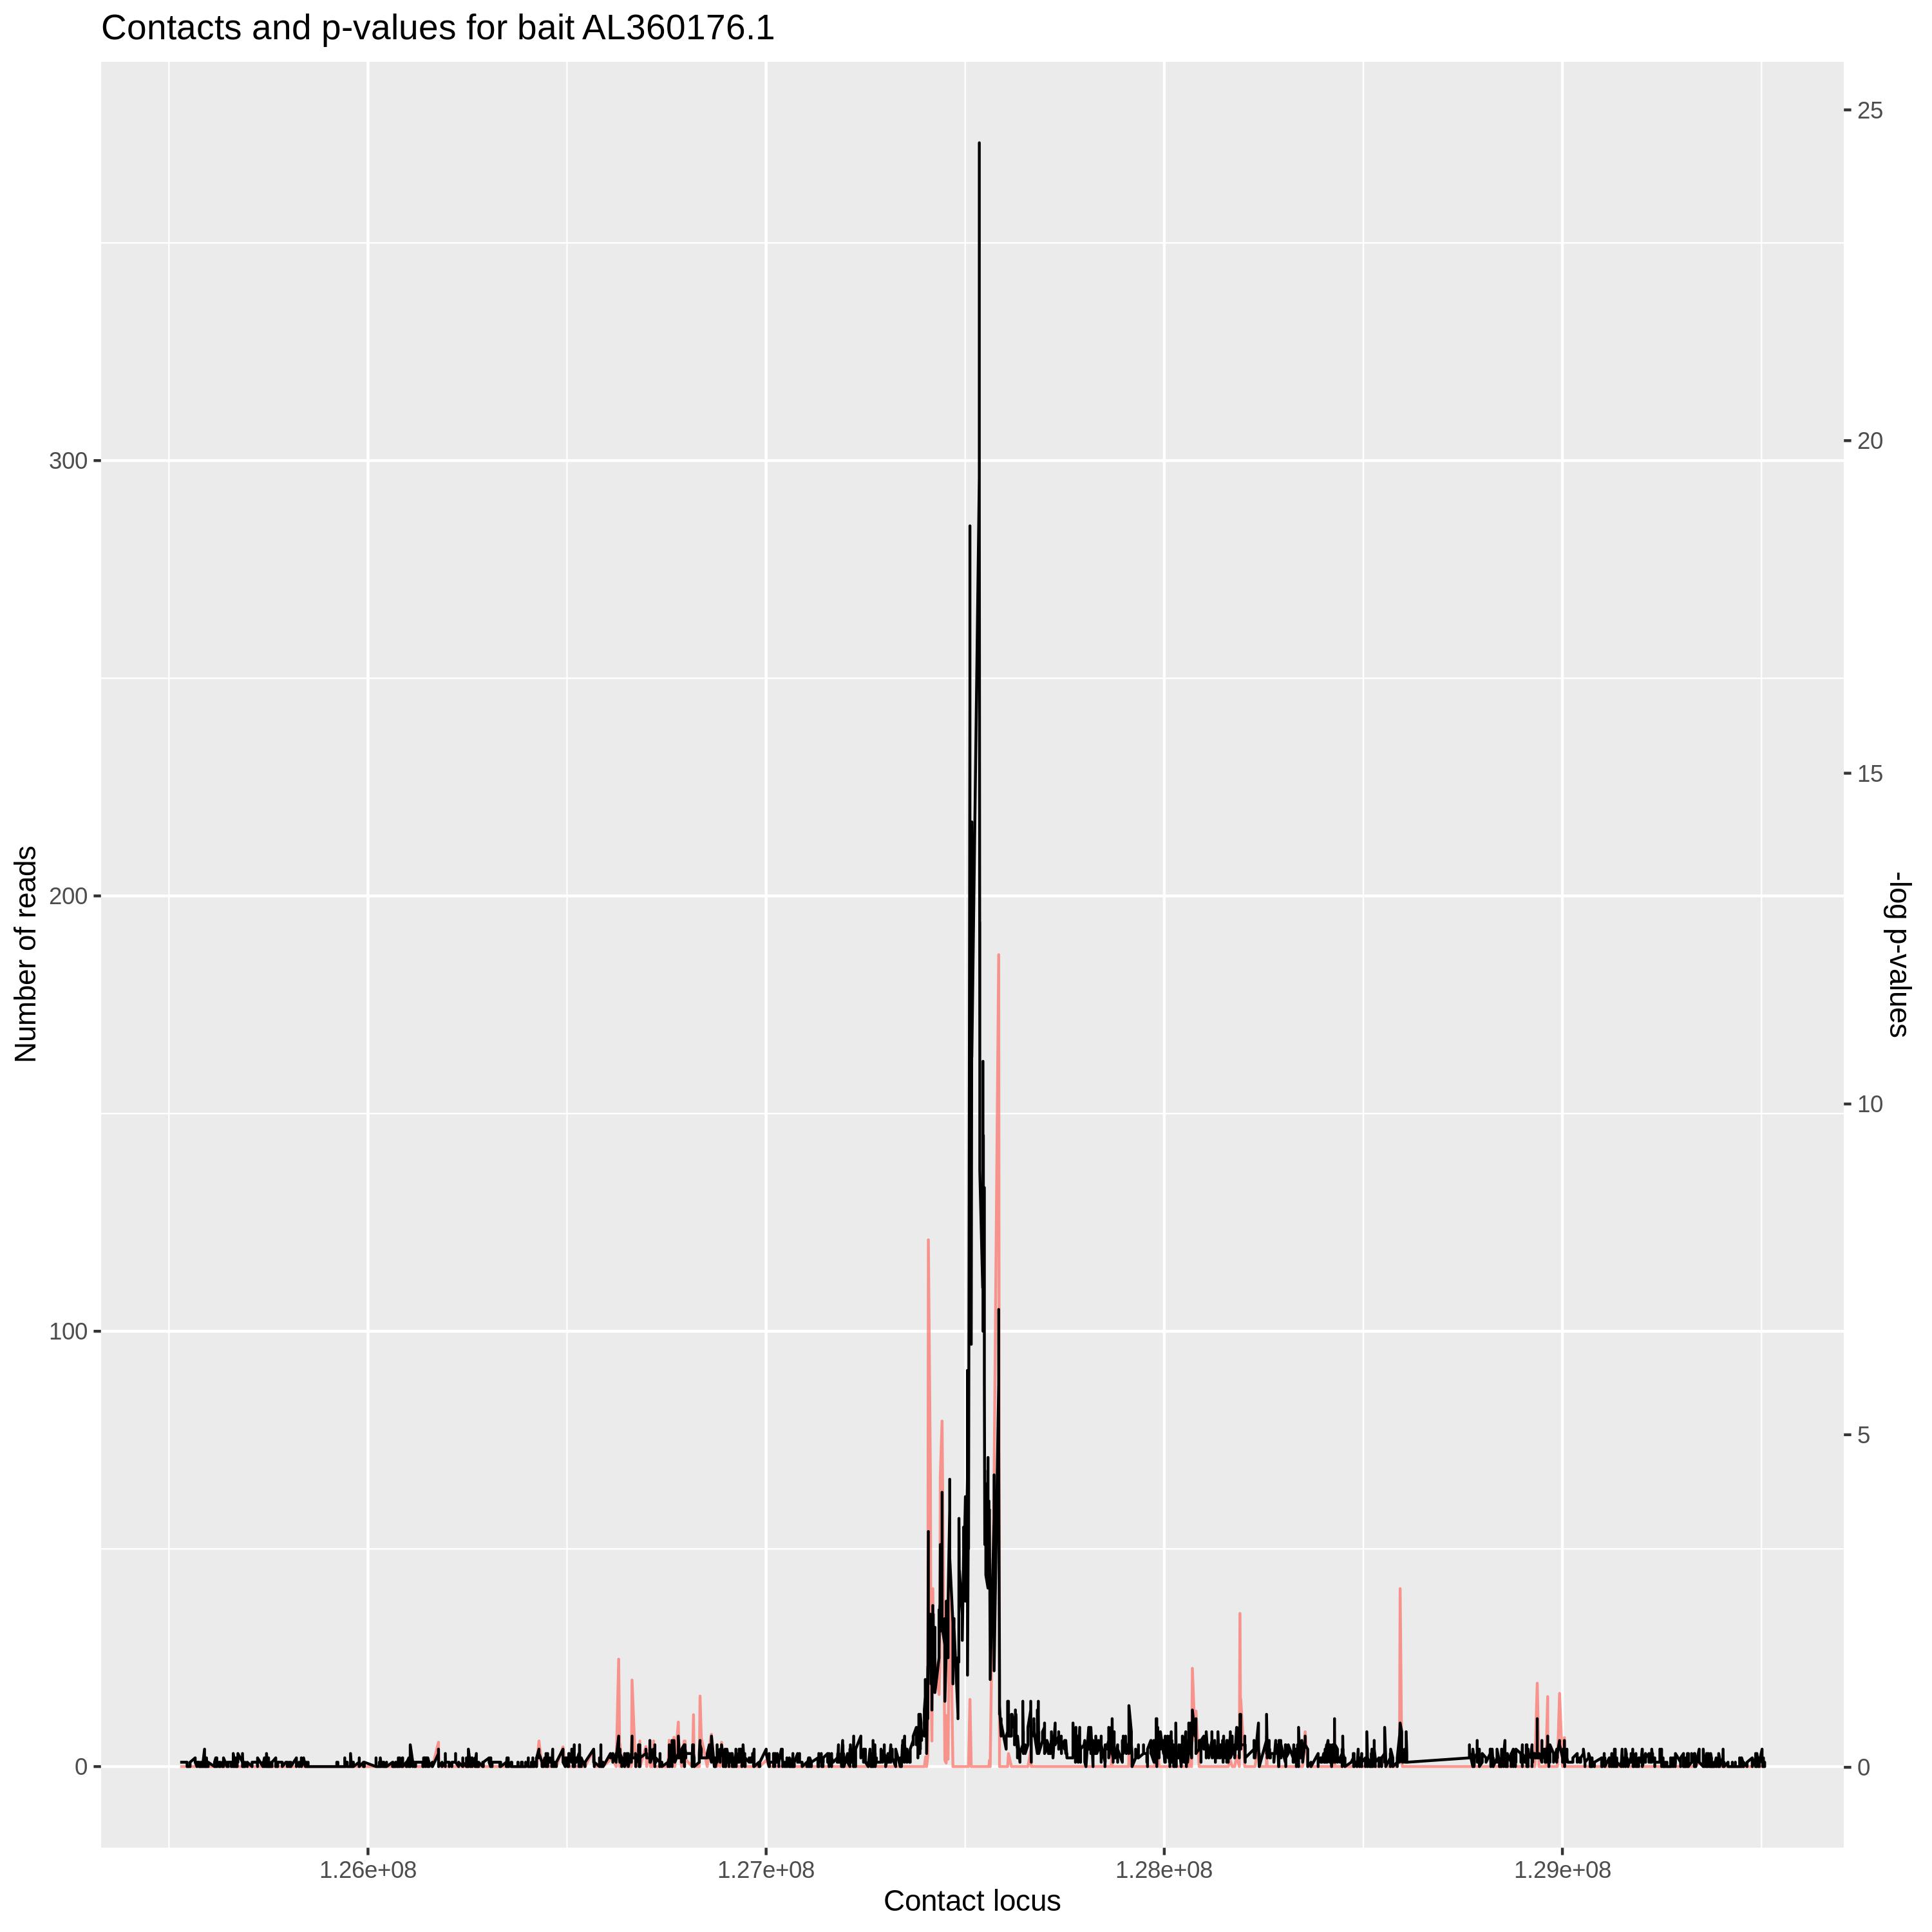 Contacts and p-values for bait AL360176.1
Number of reads
300
200
100
0
25
20
15
10
5
0
-log p-values
1.26e+08 1.27e+08 1.28e+08 1.29e+08
Contact locus